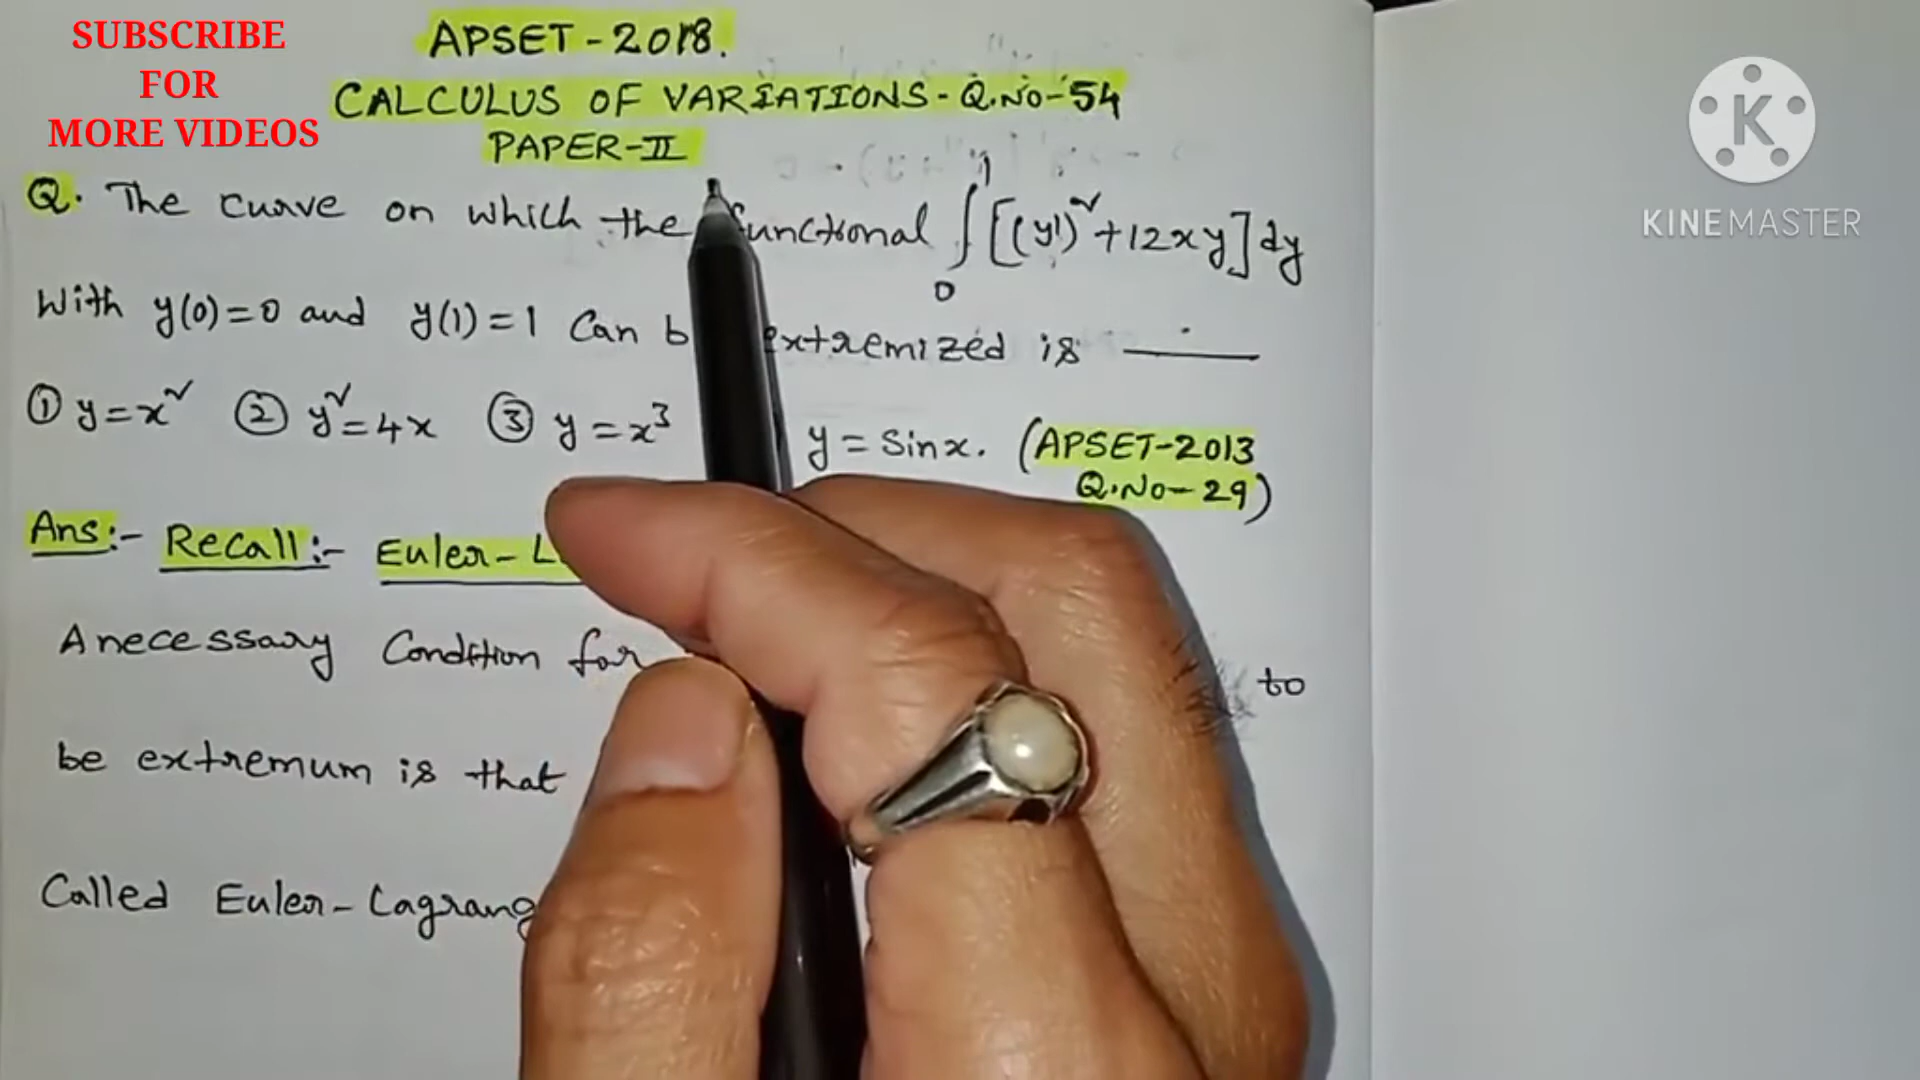 SUBSCRIBE
FOR
MORE VIDEOS
APSET-2018.
CALCULUS OF VARIATIONS-Q.No-54
PAPER-II
Q. The curve on which the functional ∫₀¹ [(y')² + 12xy] dy
With y(0)=0 and y(1)=1 Can extremized is ____
① y=x² ② y²=4x ③ y=x³ y=Sinx. (APSET-2013
Q.No-29)
Ans:- Recall:- Euler-
A necessary Condition for to
be extremum is that
Called Euler-
K
KINEMASTER